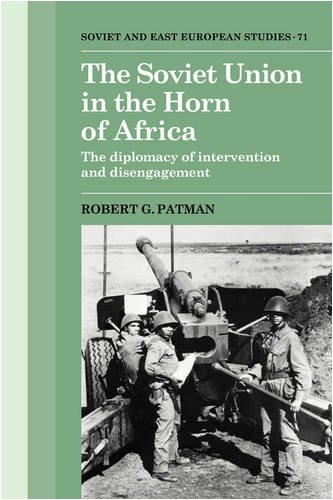 SOVIET AND EAST EUROPEAN STUDIES · 71
The Soviet Union
in the Horn
of Africa
The diplomacy of intervention
and disengagement
ROBERT G. PATMAN